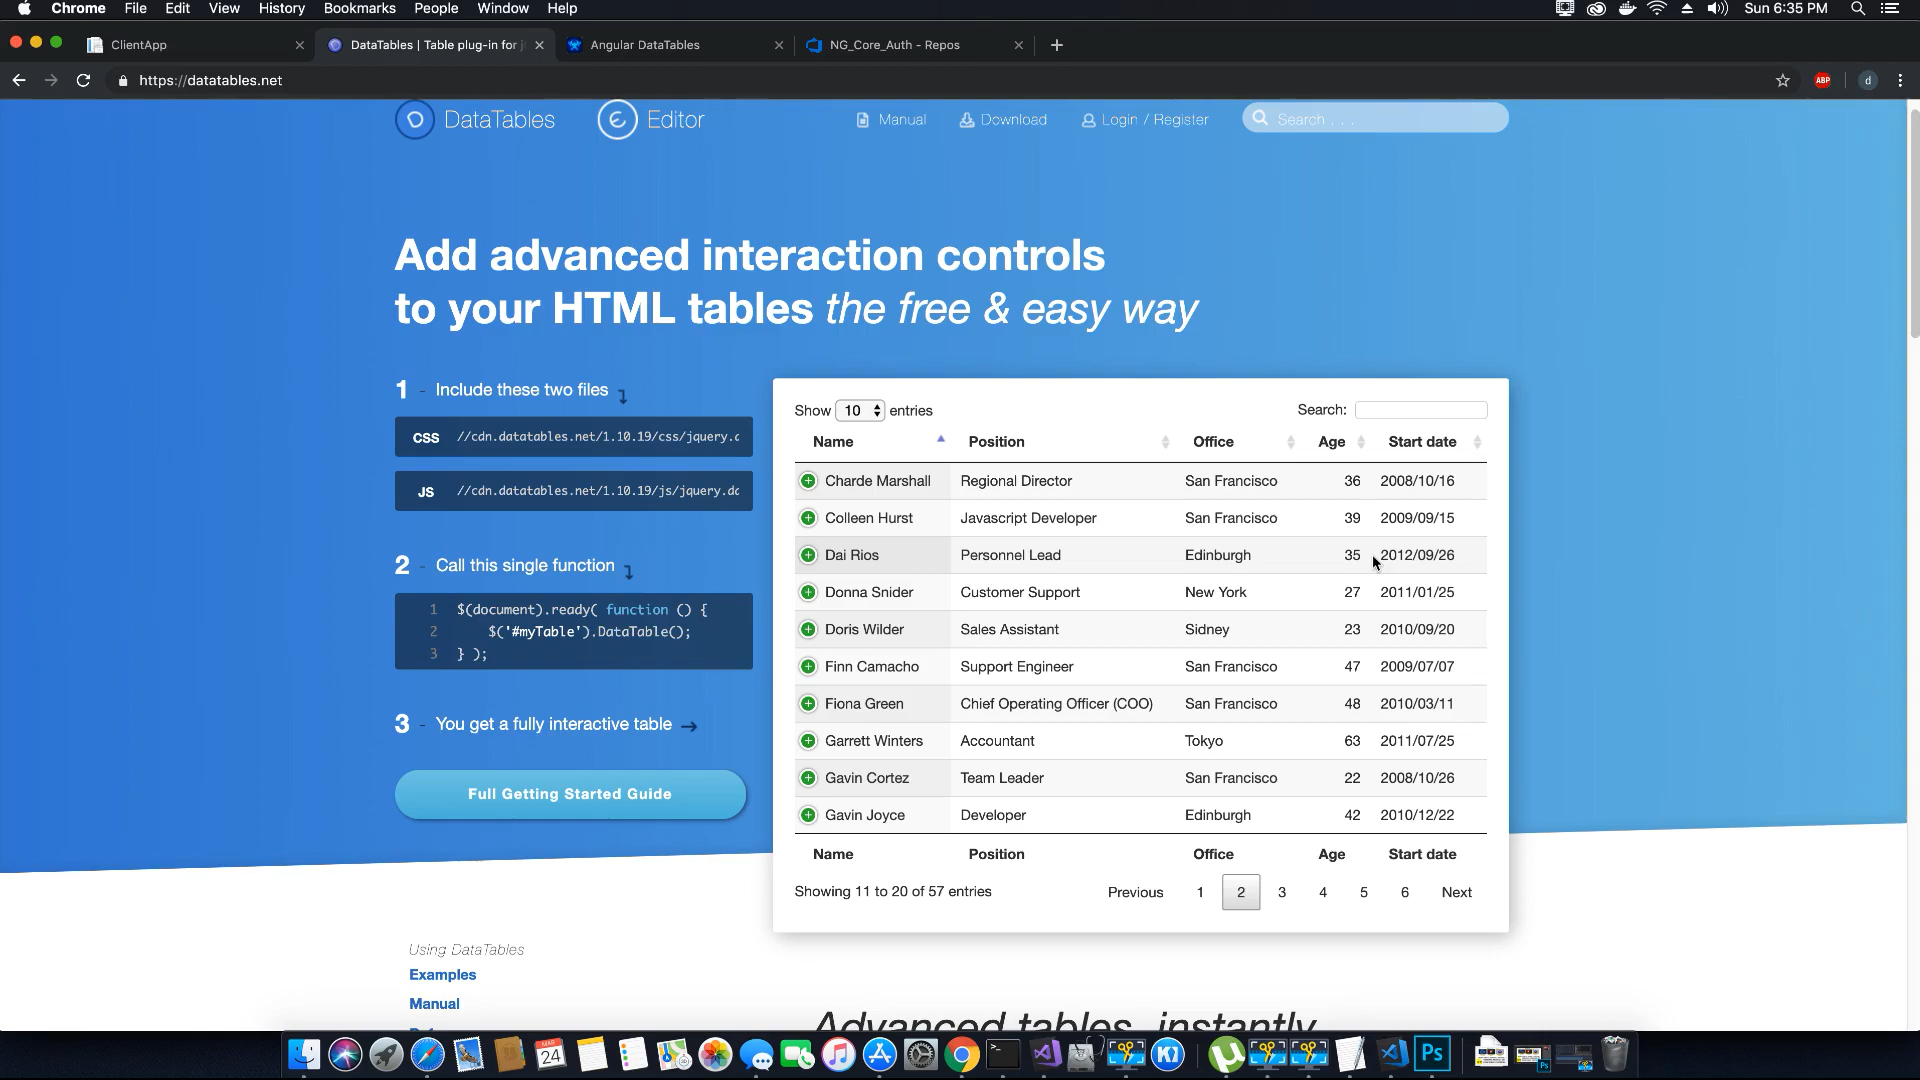 Chrome File Edit View History Bookmarks People Window Help Sun 6:35 PM
ClientApp
DataTables | Table plug-in for j
Angular DataTables
NG_Core_Auth - Repos
https://datatables.net
ABP
d
DataTables
Editor
Manual
Download
Login / Register
Search . . .
Add advanced interaction controls
to your HTML tables the free & easy way
1 - Include these two files
CSS //cdn.datatables.net/1.10.19/css/jquery.d
JS //cdn.datatables.net/1.10.19/js/jquery.da
2 - Call this single function
1 $(document).ready( function () {
2 $('#myTable').DataTable();
3 } );
3 - You get a fully interactive table
Full Getting Started Guide
Show 10 entries
Search:
Name Position Office Age Start date
Charde Marshall Regional Director San Francisco 36 2008/10/16
Colleen Hurst Javascript Developer San Francisco 39 2009/09/15
Dai Rios Personnel Lead Edinburgh 35 2012/09/26
Donna Snider Customer Support New York 27 2011/01/25
Doris Wilder Sales Assistant Sidney 23 2010/09/20
Finn Camacho Support Engineer San Francisco 47 2009/07/07
Fiona Green Chief Operating Officer (COO) San Francisco 48 2010/03/11
Garrett Winters Accountant Tokyo 63 2011/07/25
Gavin Cortez Team Leader San Francisco 22 2008/10/26
Gavin Joyce Developer Edinburgh 42 2010/12/22
Name Position Office Age Start date
Showing 11 to 20 of 57 entries
Previous 1 2 3 4 5 6 Next
Using DataTables
Examples
Manual
Advanced tables, instantly
MAR
24
Ps